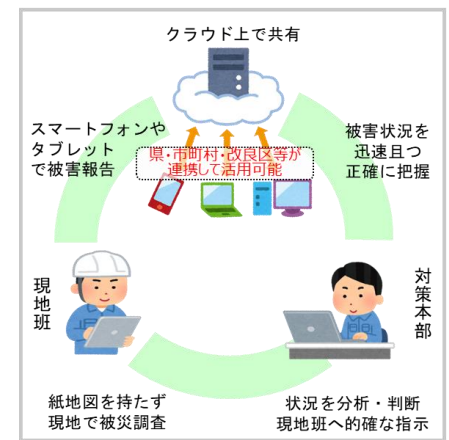 クラウド上で共有
スマートフォンや
タブレット
で被害報告
県・市町村・改良区等が
連携して活用可能
被害状況を
迅速且つ
正確に把握
現地班
対策本部
紙地図を持たず
現地で被災調査
状況を分析・判断
現地班へ的確な指示